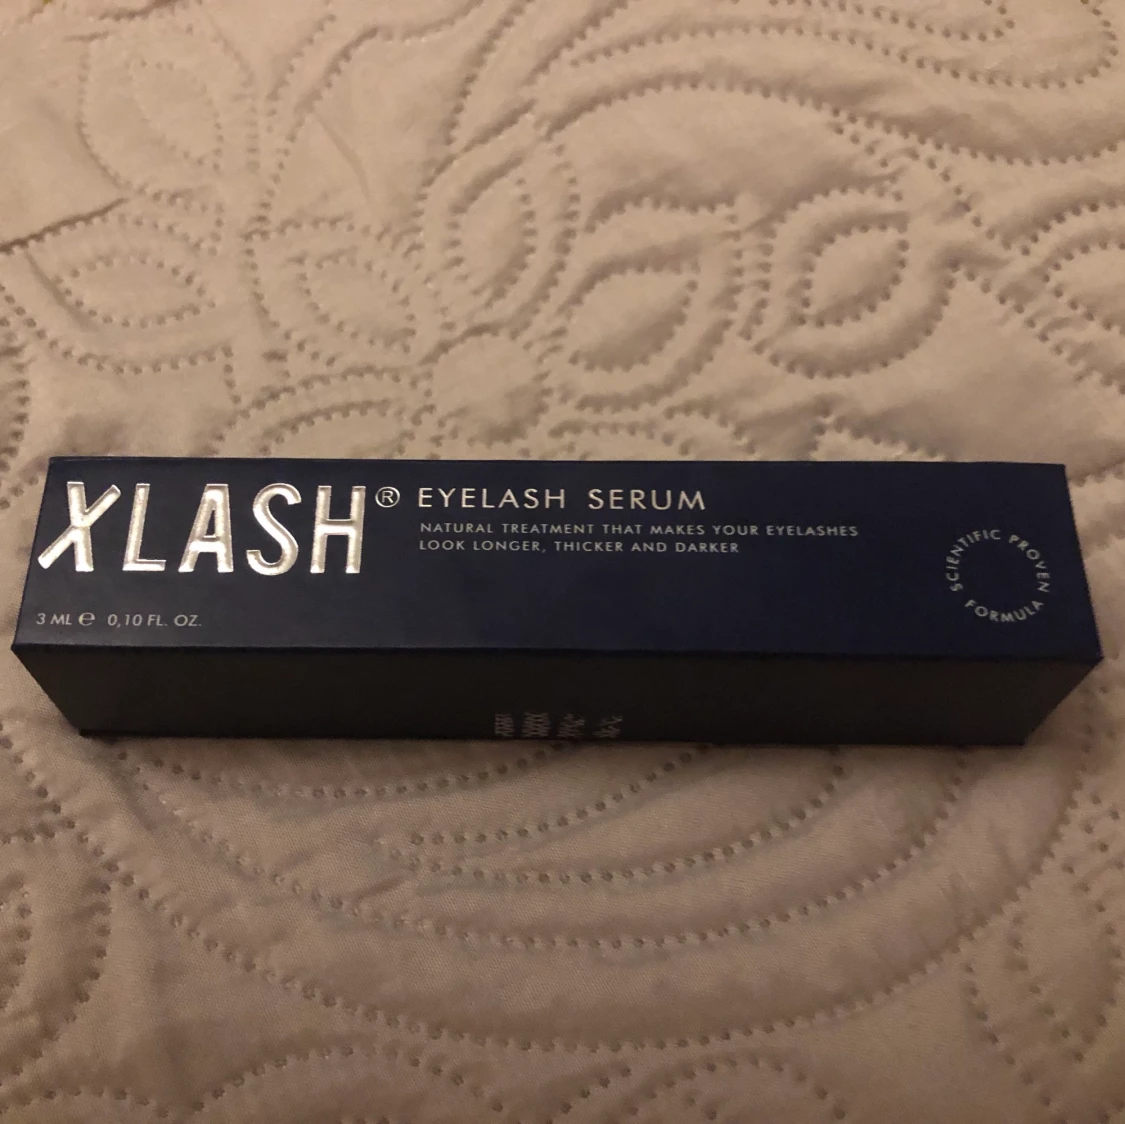 XLASH®
EYELASH SERUM
NATURAL TREATMENT THAT MAKES YOUR EYELASHES
LOOK LONGER, THICKER AND DARKER
3 ML ℮ 0,10 FL. OZ.
SCIENTIFIC PROVEN
FORMULA